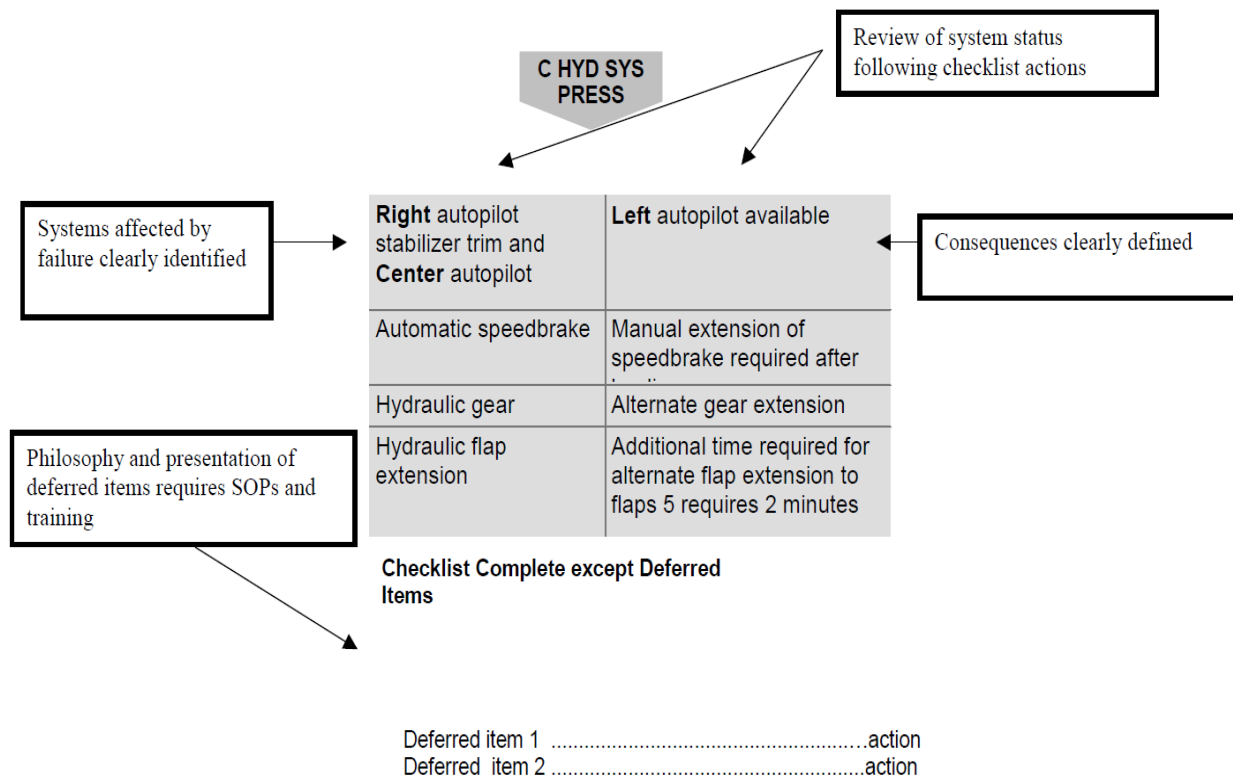 Review of system status
following checklist actions
C HYD SYS
PRESS
Systems affected by
failure clearly identified
Right autopilot
stabilizer trim and
Center autopilot
Left autopilot available
Consequences clearly defined
Automatic speedbrake
Manual extension of
speedbrake required after
Hydraulic gear
Alternate gear extension
Hydraulic flap
extension
Additional time required for
alternate flap extension to
flaps 5 requires 2 minutes
Philosophy and presentation of
deferred items requires SOPs and
training
Checklist Complete except Deferred
Items
Deferred item 1 .........................................................action
Deferred item 2 .........................................................action